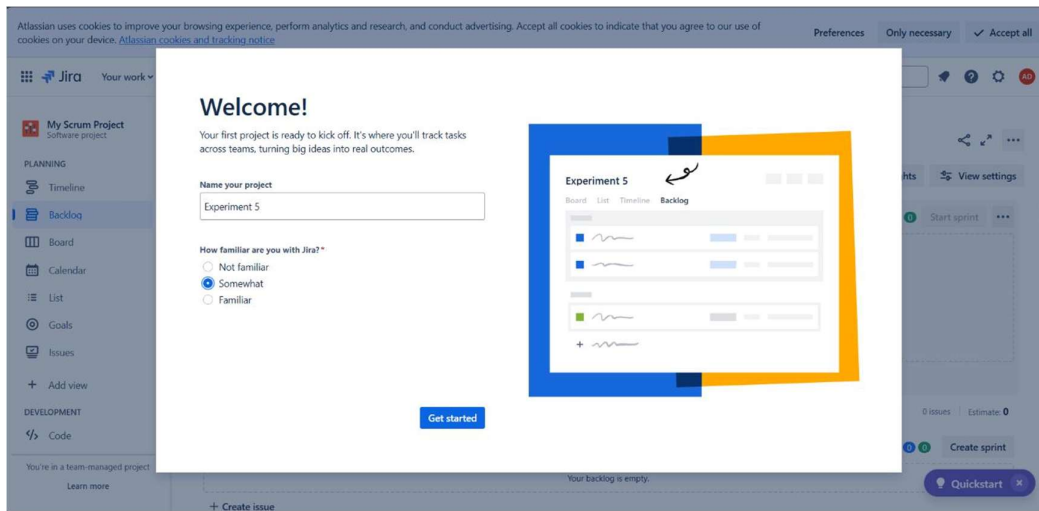 Atlassian uses cookies to improve your browsing experience, perform analytics and research, and conduct advertising. Accept all cookies to indicate that you agree to our use of
cookies on your device. Atlassian cookies and tracking notice
Preferences
Only necessary
Accept all
Jira
Your work
AD
My Scrum Project
Software project
PLANNING
Timeline
Backlog
Board
Calendar
List
Goals
Issues
Add view
DEVELOPMENT
Code
You're in a team-managed project
Learn more
Welcome!
Your first project is ready to kick off. It's where you'll track tasks
across teams, turning big ideas into real outcomes.
Name your project
Experiment 5
How familiar are you with Jira? *
Not familiar
Somewhat
Familiar
Get started
Experiment 5
Board List Timeline Backlog
View settings
0 Start sprint
0 issues Estimate: 0
0 0 Create sprint
Your backlog is empty.
Quickstart
+ Create issue